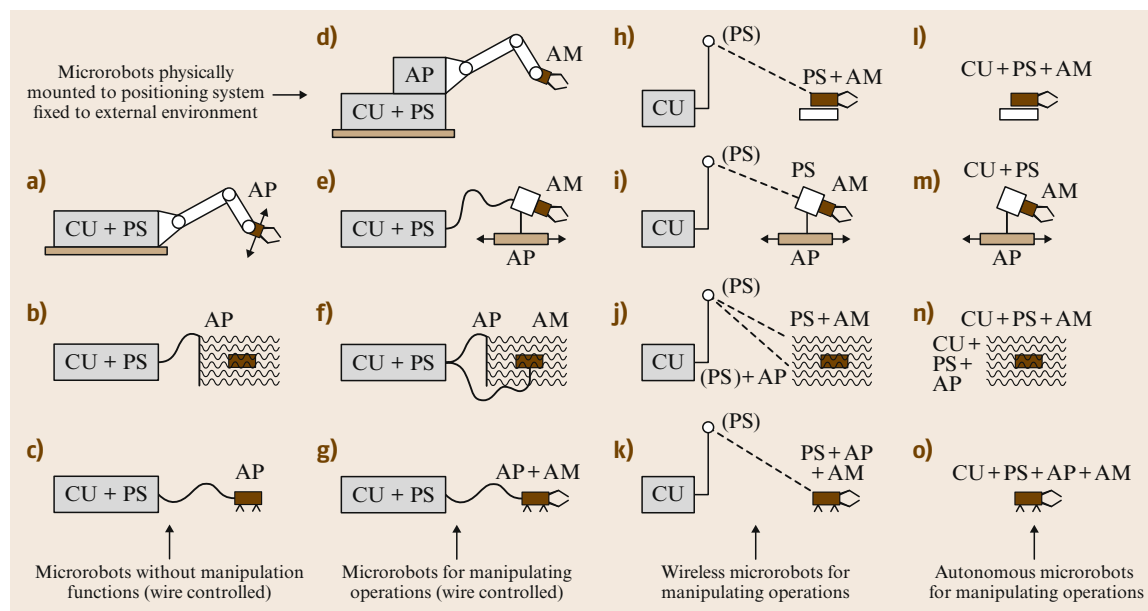 Microrobots physically
mounted to positioning system
fixed to external environment
d)
AM
AP
CU + PS
h)
(PS)
PS + AM
CU
l)
CU + PS + AM
a)
AP
CU + PS
e)
AM
CU + PS
AP
i)
(PS)
PS
AM
CU
AP
m)
CU + PS
AM
AP
b)
AP
CU + PS
f)
AP
AM
CU + PS
j)
(PS)
PS + AM
CU
(PS) + AP
n)
CU + PS + AM
CU +
PS +
AP
c)
AP
CU + PS
g)
AP + AM
CU + PS
k)
(PS)
PS + AP
+ AM
CU
o)
CU + PS + AP + AM
Microrobots without manipulation
functions (wire controlled)
Microrobots for manipulating
operations (wire controlled)
Wireless microrobots for
manipulating operations
Autonomous microrobots
for manipulating operations